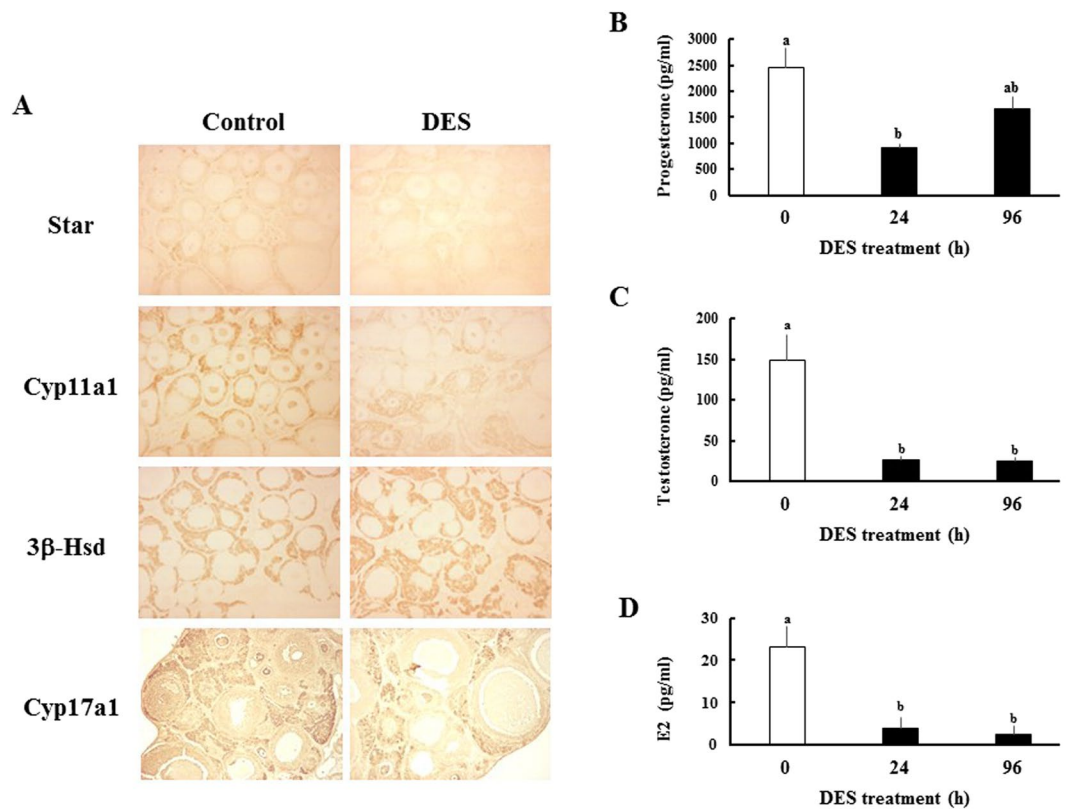 A
Control
DES
Star
Cyp11a1
3β-Hsd
Cyp17a1
B
Progesterone (pg/ml)
3000
2500
2000
1500
1000
500
0
a
b
ab
0
24
96
DES treatment (h)
C
Testosterone (pg/ml)
200
150
100
50
0
a
b
b
0
24
96
DES treatment (h)
D
E2 (pg/ml)
30
20
10
0
a
b
b
0
24
96
DES treatment (h)